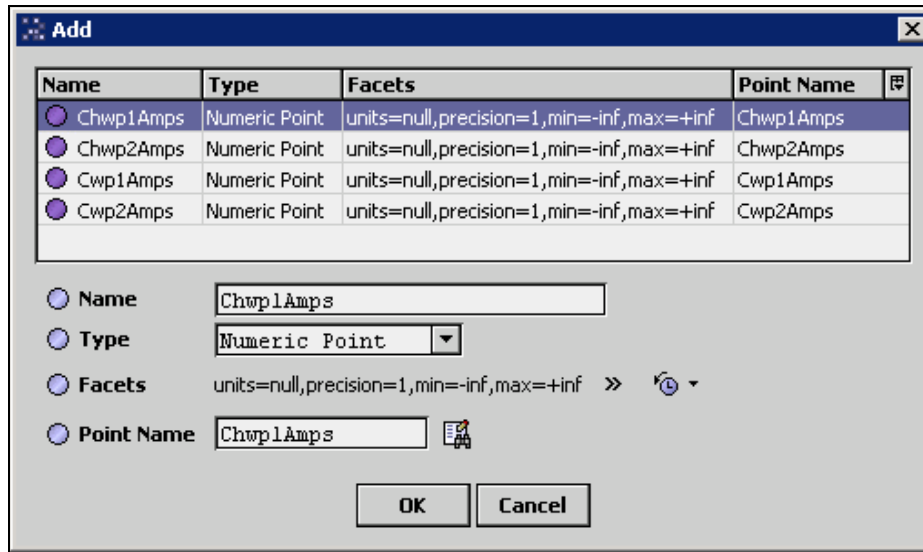 Add
Name Type Facets Point Name
Chwp1Amps Numeric Point units=null,precision=1,min=-inf,max=+inf Chwp1Amps
Chwp2Amps Numeric Point units=null,precision=1,min=-inf,max=+inf Chwp2Amps
Cwp1Amps Numeric Point units=null,precision=1,min=-inf,max=+inf Cwp1Amps
Cwp2Amps Numeric Point units=null,precision=1,min=-inf,max=+inf Cwp2Amps
Name Chwp1Amps
Type Numeric Point
Facets units=null,precision=1,min=-inf,max=+inf »
Point Name Chwp1Amps
OK Cancel